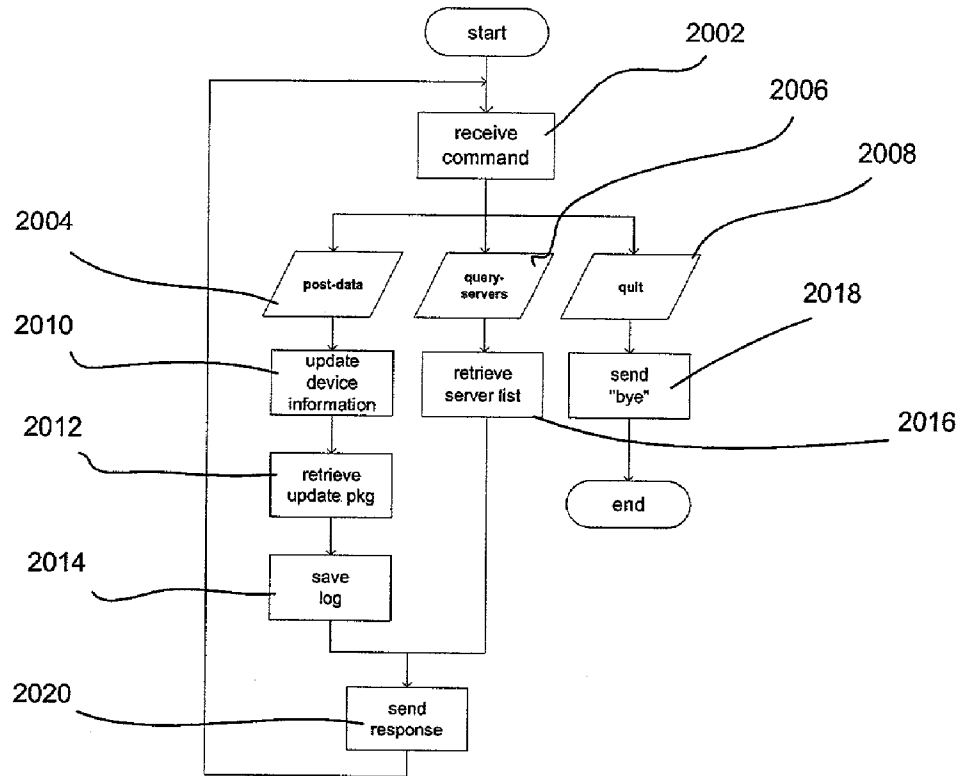 start
2002
receive
command
2006
2008
2004
post-data
query-
servers
quit
2010
update
device
information
retrieve
server list
send
"bye"
2018
2016
2012
retrieve
update pkg
end
2014
save
log
2020
send
response